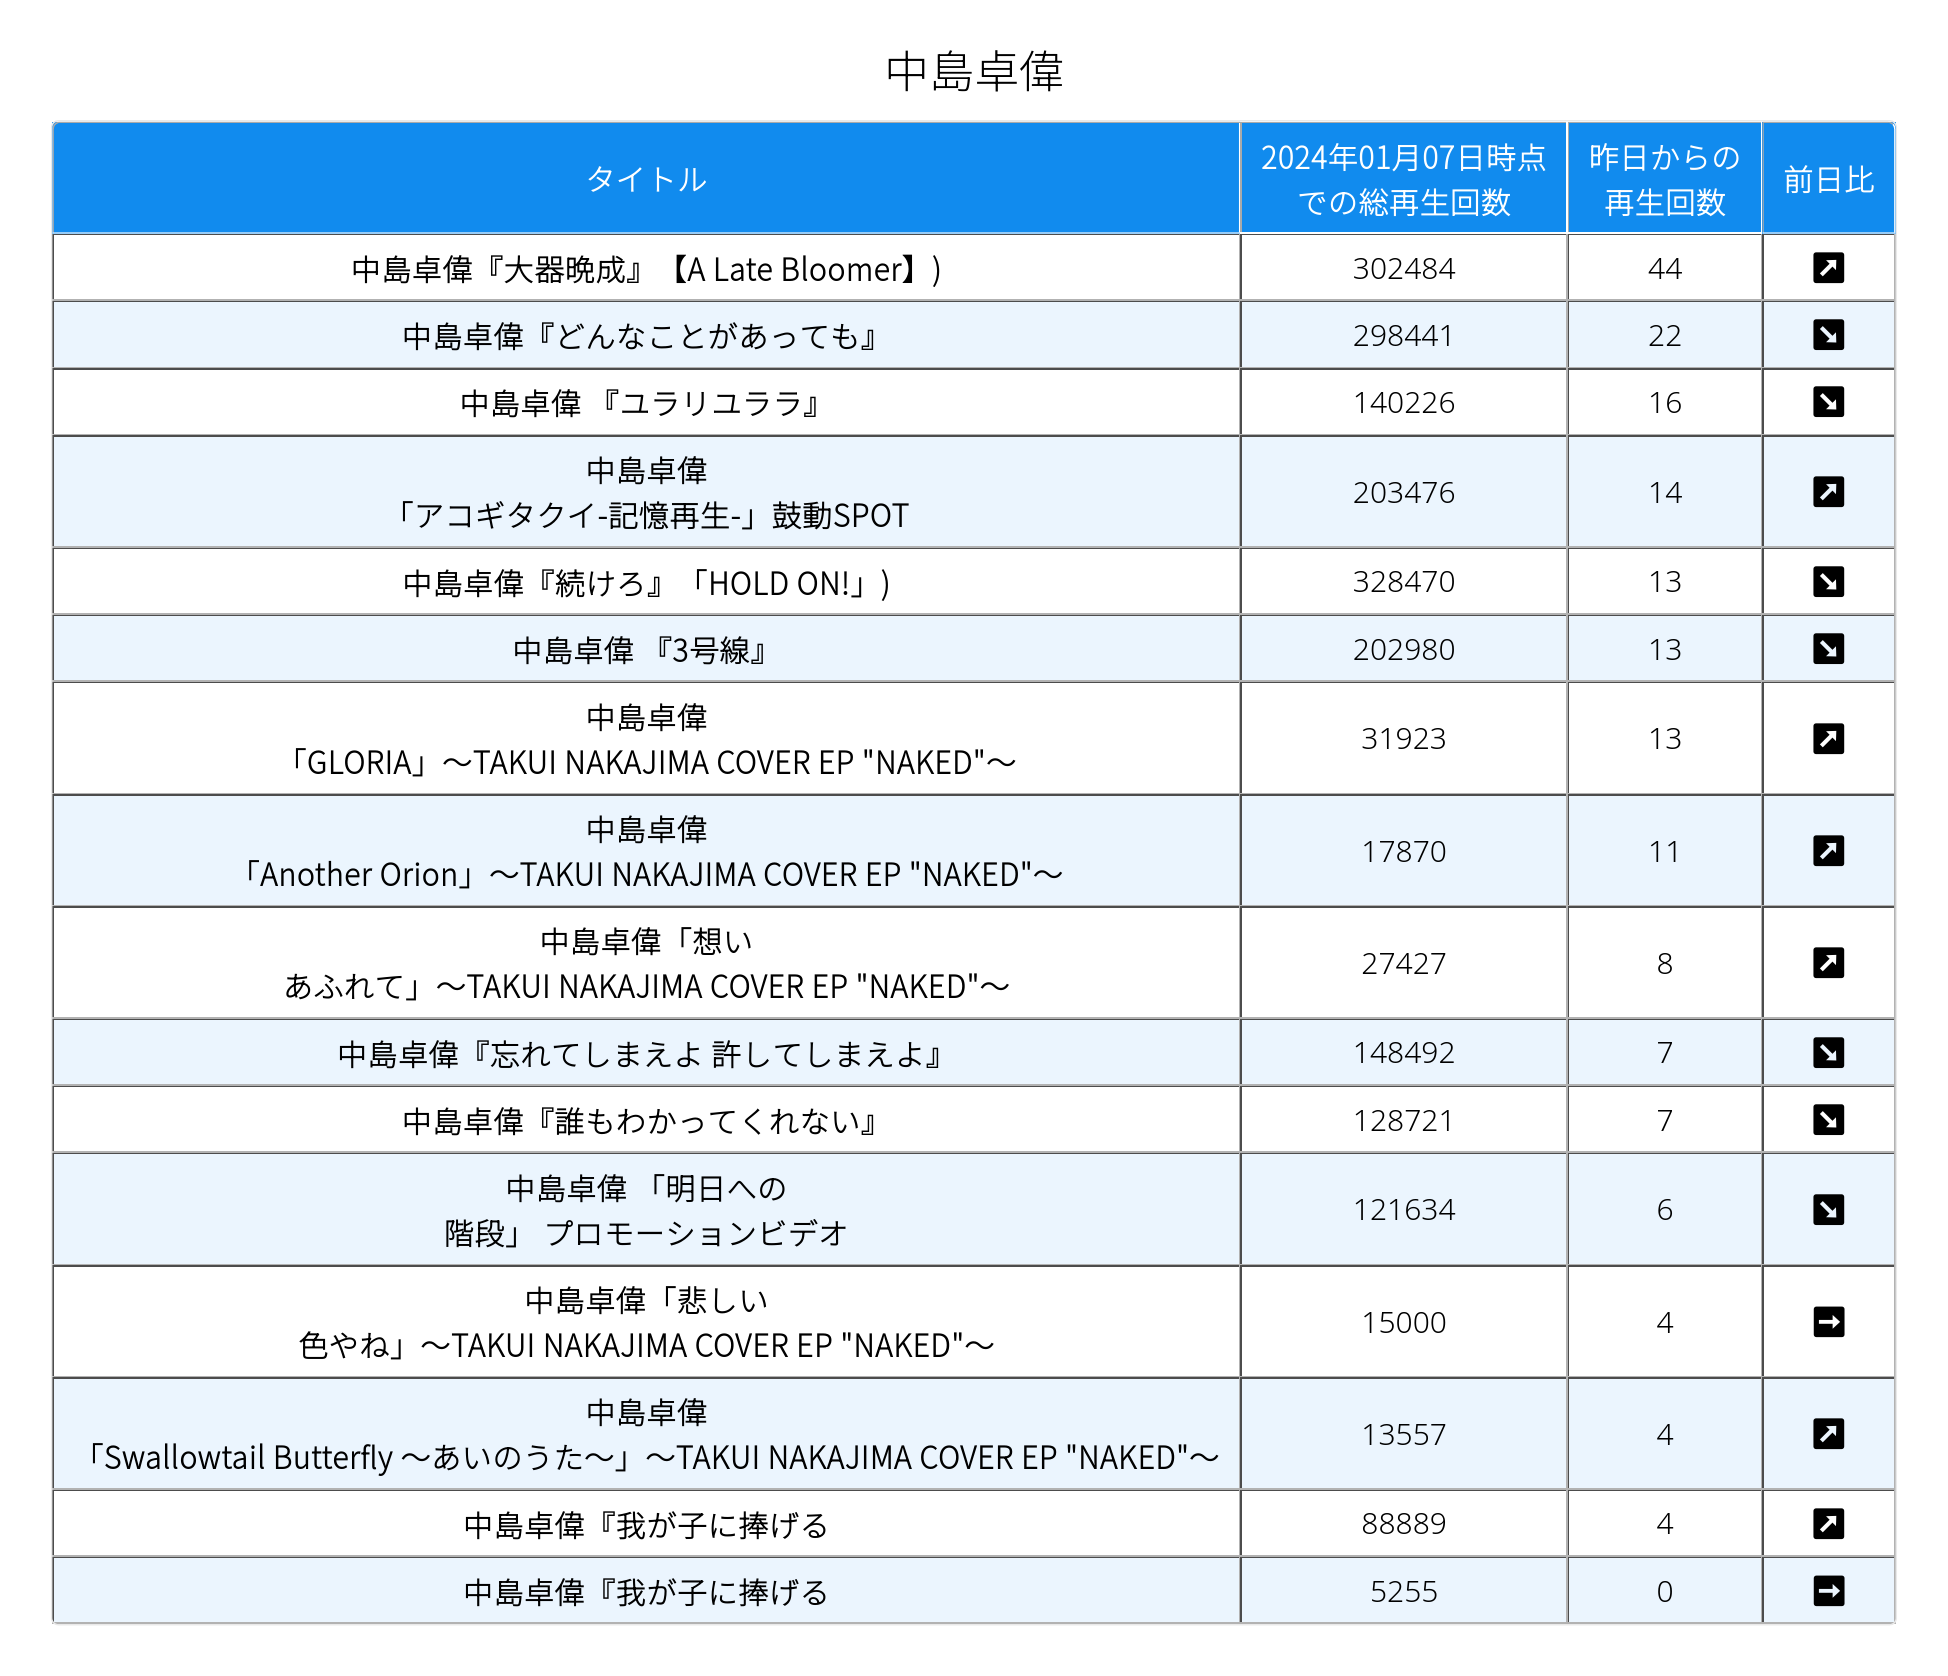 中島卓偉
タイトル
2024年01月07日時点
での総再生回数
昨日からの
再生回数
前日比
中島卓偉『大器晩成』【A Late Bloomer】)
302484
44
中島卓偉『どんなことがあっても』
298441
22
中島卓偉 『ユラリユララ』
140226
16
中島卓偉
「アコギタクイ-記憶再生-」鼓動SPOT
203476
14
中島卓偉『続けろ』「HOLD ON!」)
328470
13
中島卓偉 『3号線』
202980
13
中島卓偉
「GLORIA」～TAKUI NAKAJIMA COVER EP "NAKED"～
31923
13
中島卓偉
「Another Orion」～TAKUI NAKAJIMA COVER EP "NAKED"～
17870
11
中島卓偉「想い
あふれて」～TAKUI NAKAJIMA COVER EP "NAKED"～
27427
8
中島卓偉『忘れてしまえよ 許してしまえよ』
148492
7
中島卓偉『誰もわかってくれない』
128721
7
中島卓偉 「明日への
階段」 プロモーションビデオ
121634
6
中島卓偉「悲しい
色やね」～TAKUI NAKAJIMA COVER EP "NAKED"～
15000
4
中島卓偉
「Swallowtail Butterfly ～あいのうた～」～TAKUI NAKAJIMA COVER EP "NAKED"～
13557
4
中島卓偉『我が子に捧げる
88889
4
中島卓偉『我が子に捧げる
5255
0